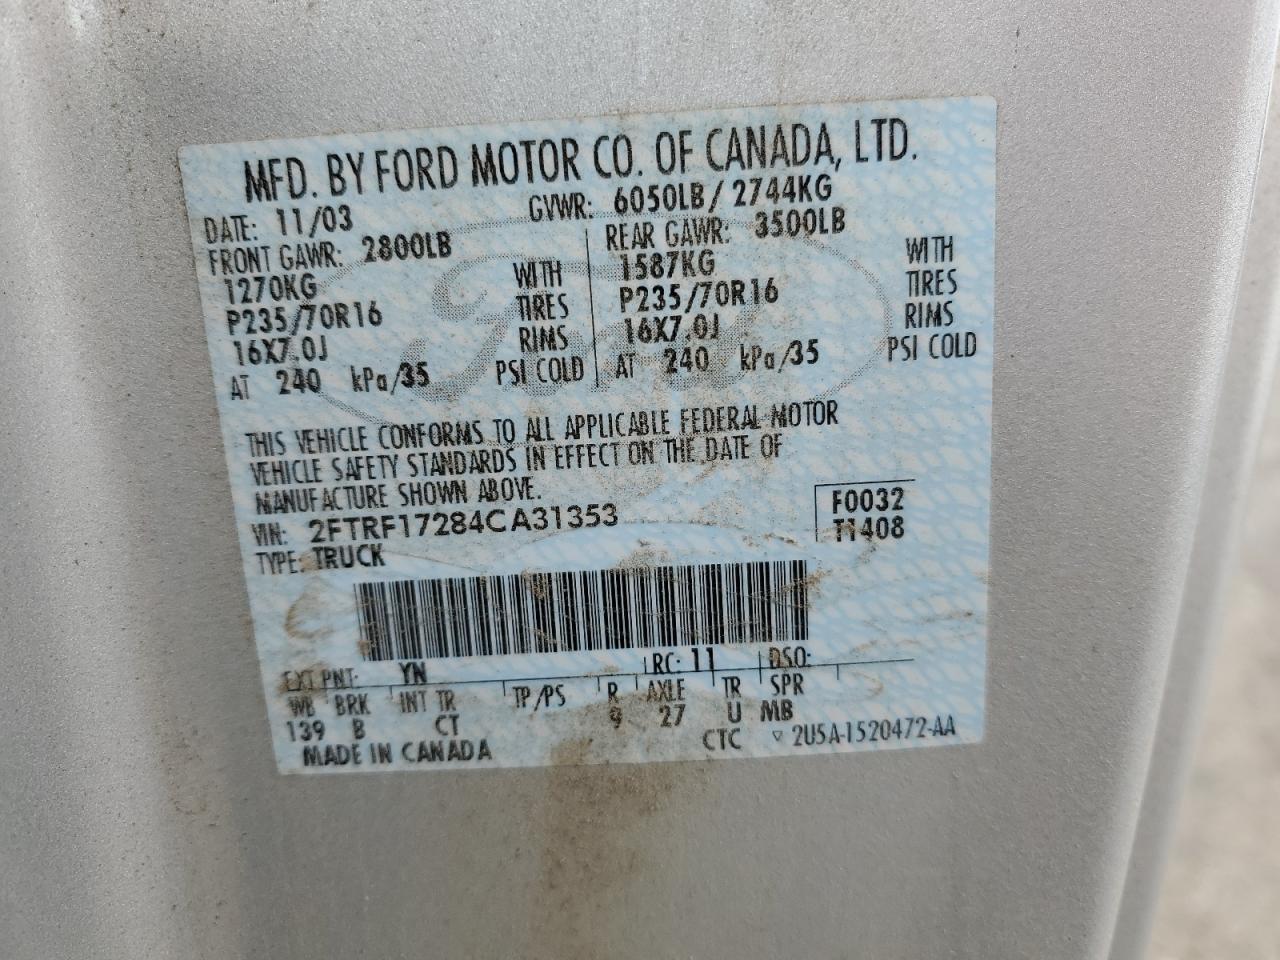 MFD. BY FORD MOTOR CO. OF CANADA, LTD.
DATE: 11/03 GVWR: 6050LB/ 2744KG
FRONT GAWR: 2800LB REAR GAWR: 3500LB
1270KG WITH 1587KG WITH
P235/70R16 TIRES P235/70R16 TIRES
16X7.0J RIMS 16X7.0J RIMS
AT 240 kPa/35 PSI COLD AT 240 kPa/35 PSI COLD
THIS VEHICLE CONFORMS TO ALL APPLICABLE FEDERAL MOTOR
VEHICLE SAFETY STANDARDS IN EFFECT ON THE DATE OF
MANUFACTURE SHOWN ABOVE.
VIN: 2FTRF17284CA31353 F0032
TYPE: TRUCK T1408
EXT PNT: YN RC: 11 DSO:
WB BRK INT TR TP/PS R AXLE TR SPR
139 B CT 9 27 U MB
MADE IN CANADA CTC ▽ 2U5A-1520472-AA
Ford